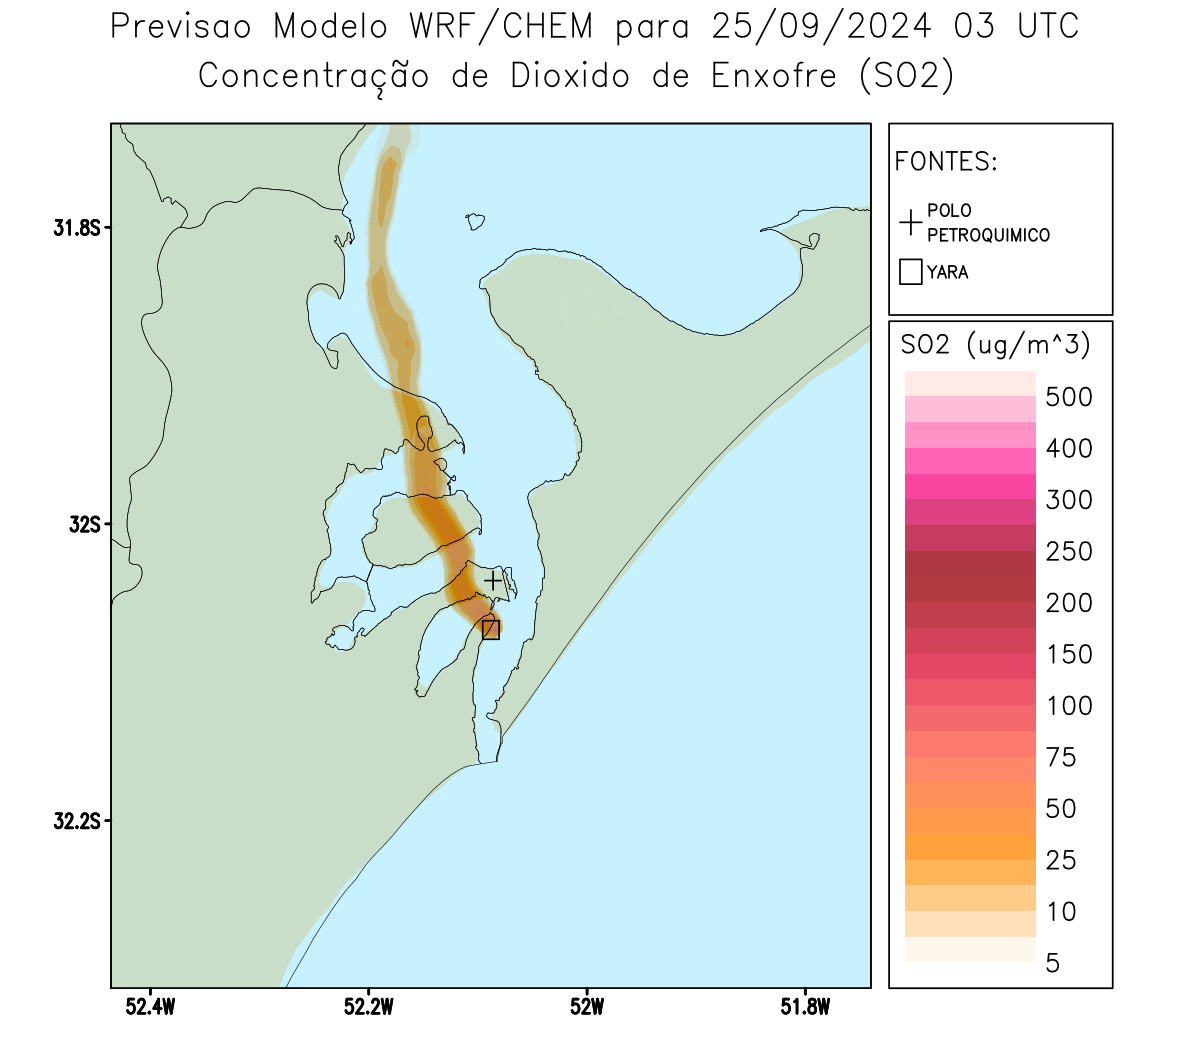 Previsao Modelo WRF/CHEM para 25/09/2024 03 UTC
Concentração de Dioxido de Enxofre (SO2)
FONTES:
POLO
PETROQUIMICO
YARA
SO2 (ug/m^3)
500
400
300
250
200
150
100
75
50
25
10
5
31.8S
32S
32.2S
52.4W
52.2W
52W
51.8W